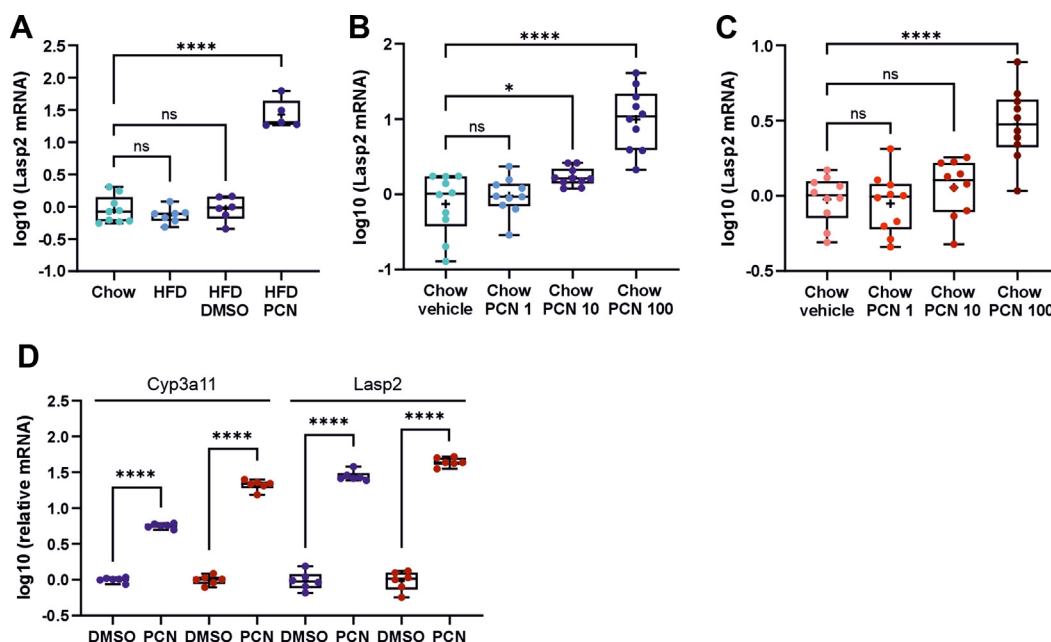 A
log10 (Lasp2 mRNA)
2.5
2.0
1.5
1.0
0.5
0.0
-0.5
-1.0
****
ns
ns
Chow
HFD
HFD
DMSO
HFD
PCN
B
log10 (Lasp2 mRNA)
2
1
0
-1
****
*
ns
Chow
vehicle
Chow
PCN 1
Chow
PCN 10
Chow
PCN 100
C
log10 (Lasp2 mRNA)
1.0
0.5
0.0
-0.5
****
ns
ns
Chow
vehicle
Chow
PCN 1
Chow
PCN 10
Chow
PCN 100
D
Cyp3a11
Lasp2
log10 (relative mRNA)
2.5
2.0
1.5
1.0
0.5
0.0
-0.5
****
****
****
****
DMSO PCN DMSO PCN DMSO PCN DMSO PCN